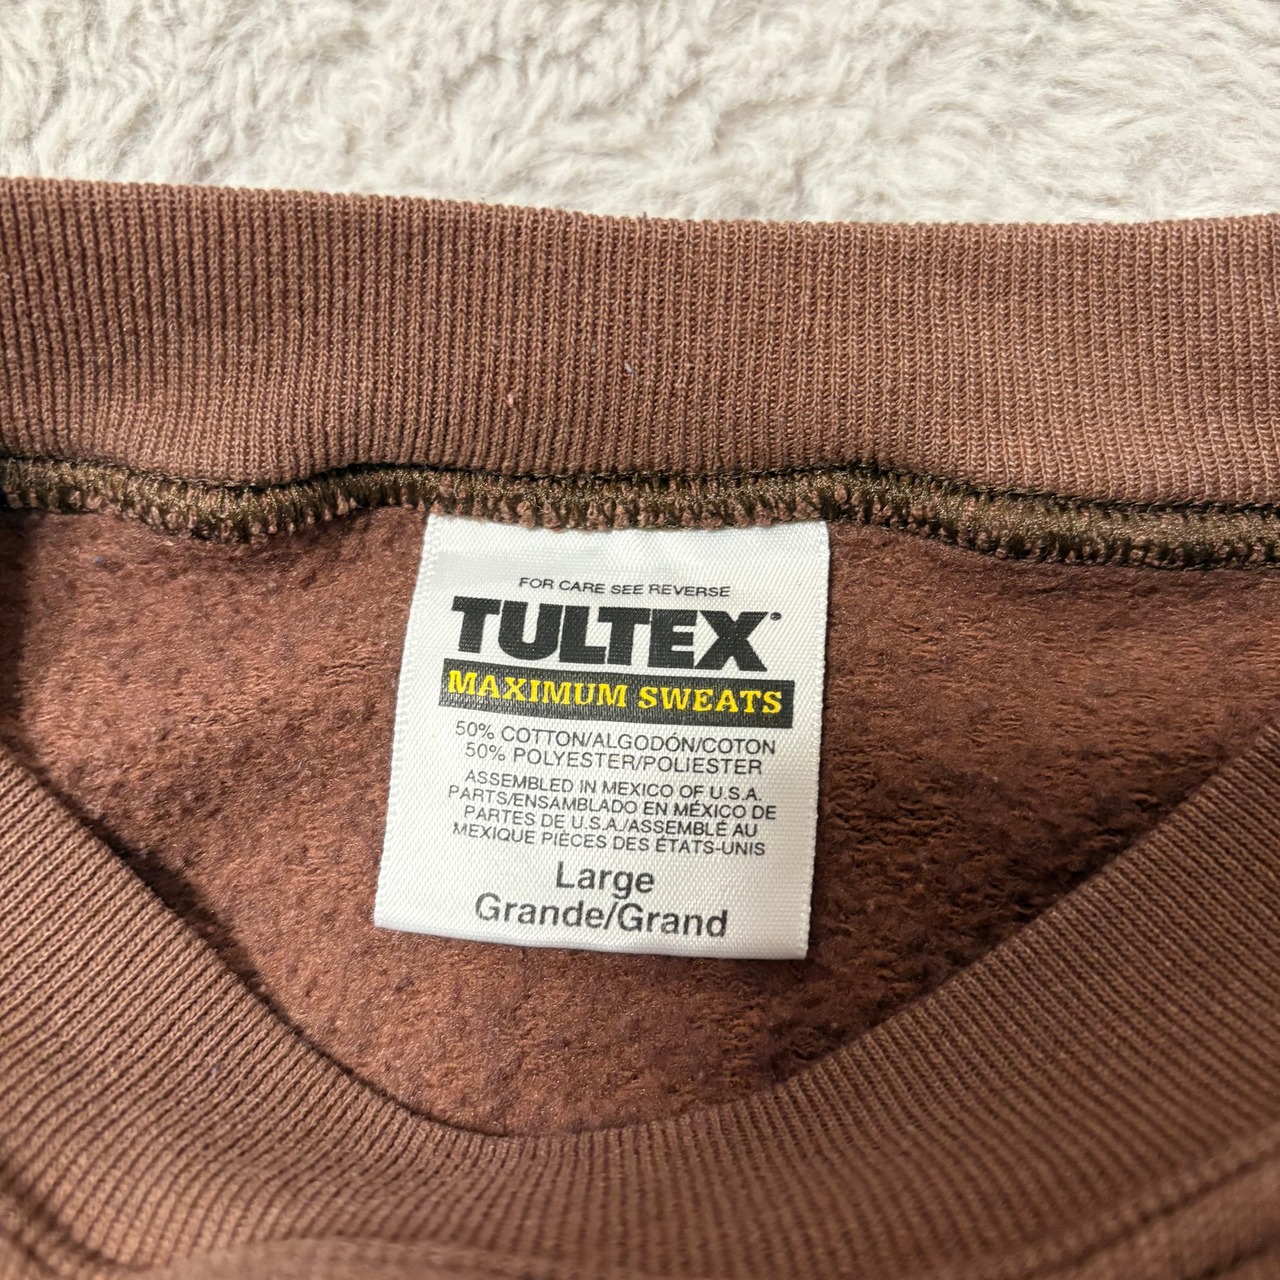 FOR CARE SEE REVERSE
TULTEX®
MAXIMUM SWEATS
50% COTTON/ALGODÓN/COTON
50% POLYESTER/POLIESTER
ASSEMBLED IN MEXICO OF U.S.A.
PARTS/ENSAMBLADO EN MÉXICO DE
PARTES DE U.S.A./ASSEMBLÉ AU
MEXIQUE PIÈCES DES ÉTATS-UNIS
Large
Grande/Grand